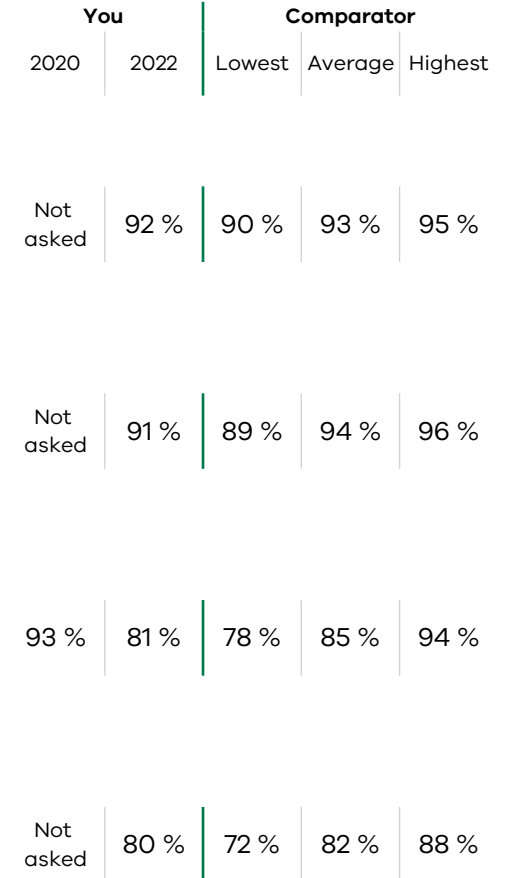 You Comparator
2020 2022 Lowest Average Highest
Not
asked 92 % 90 % 93 % 95 %
Not
asked 91 % 89 % 94 % 96 %
93 % 81 % 78 % 85 % 94 %
Not
asked 80 % 72 % 82 % 88 %